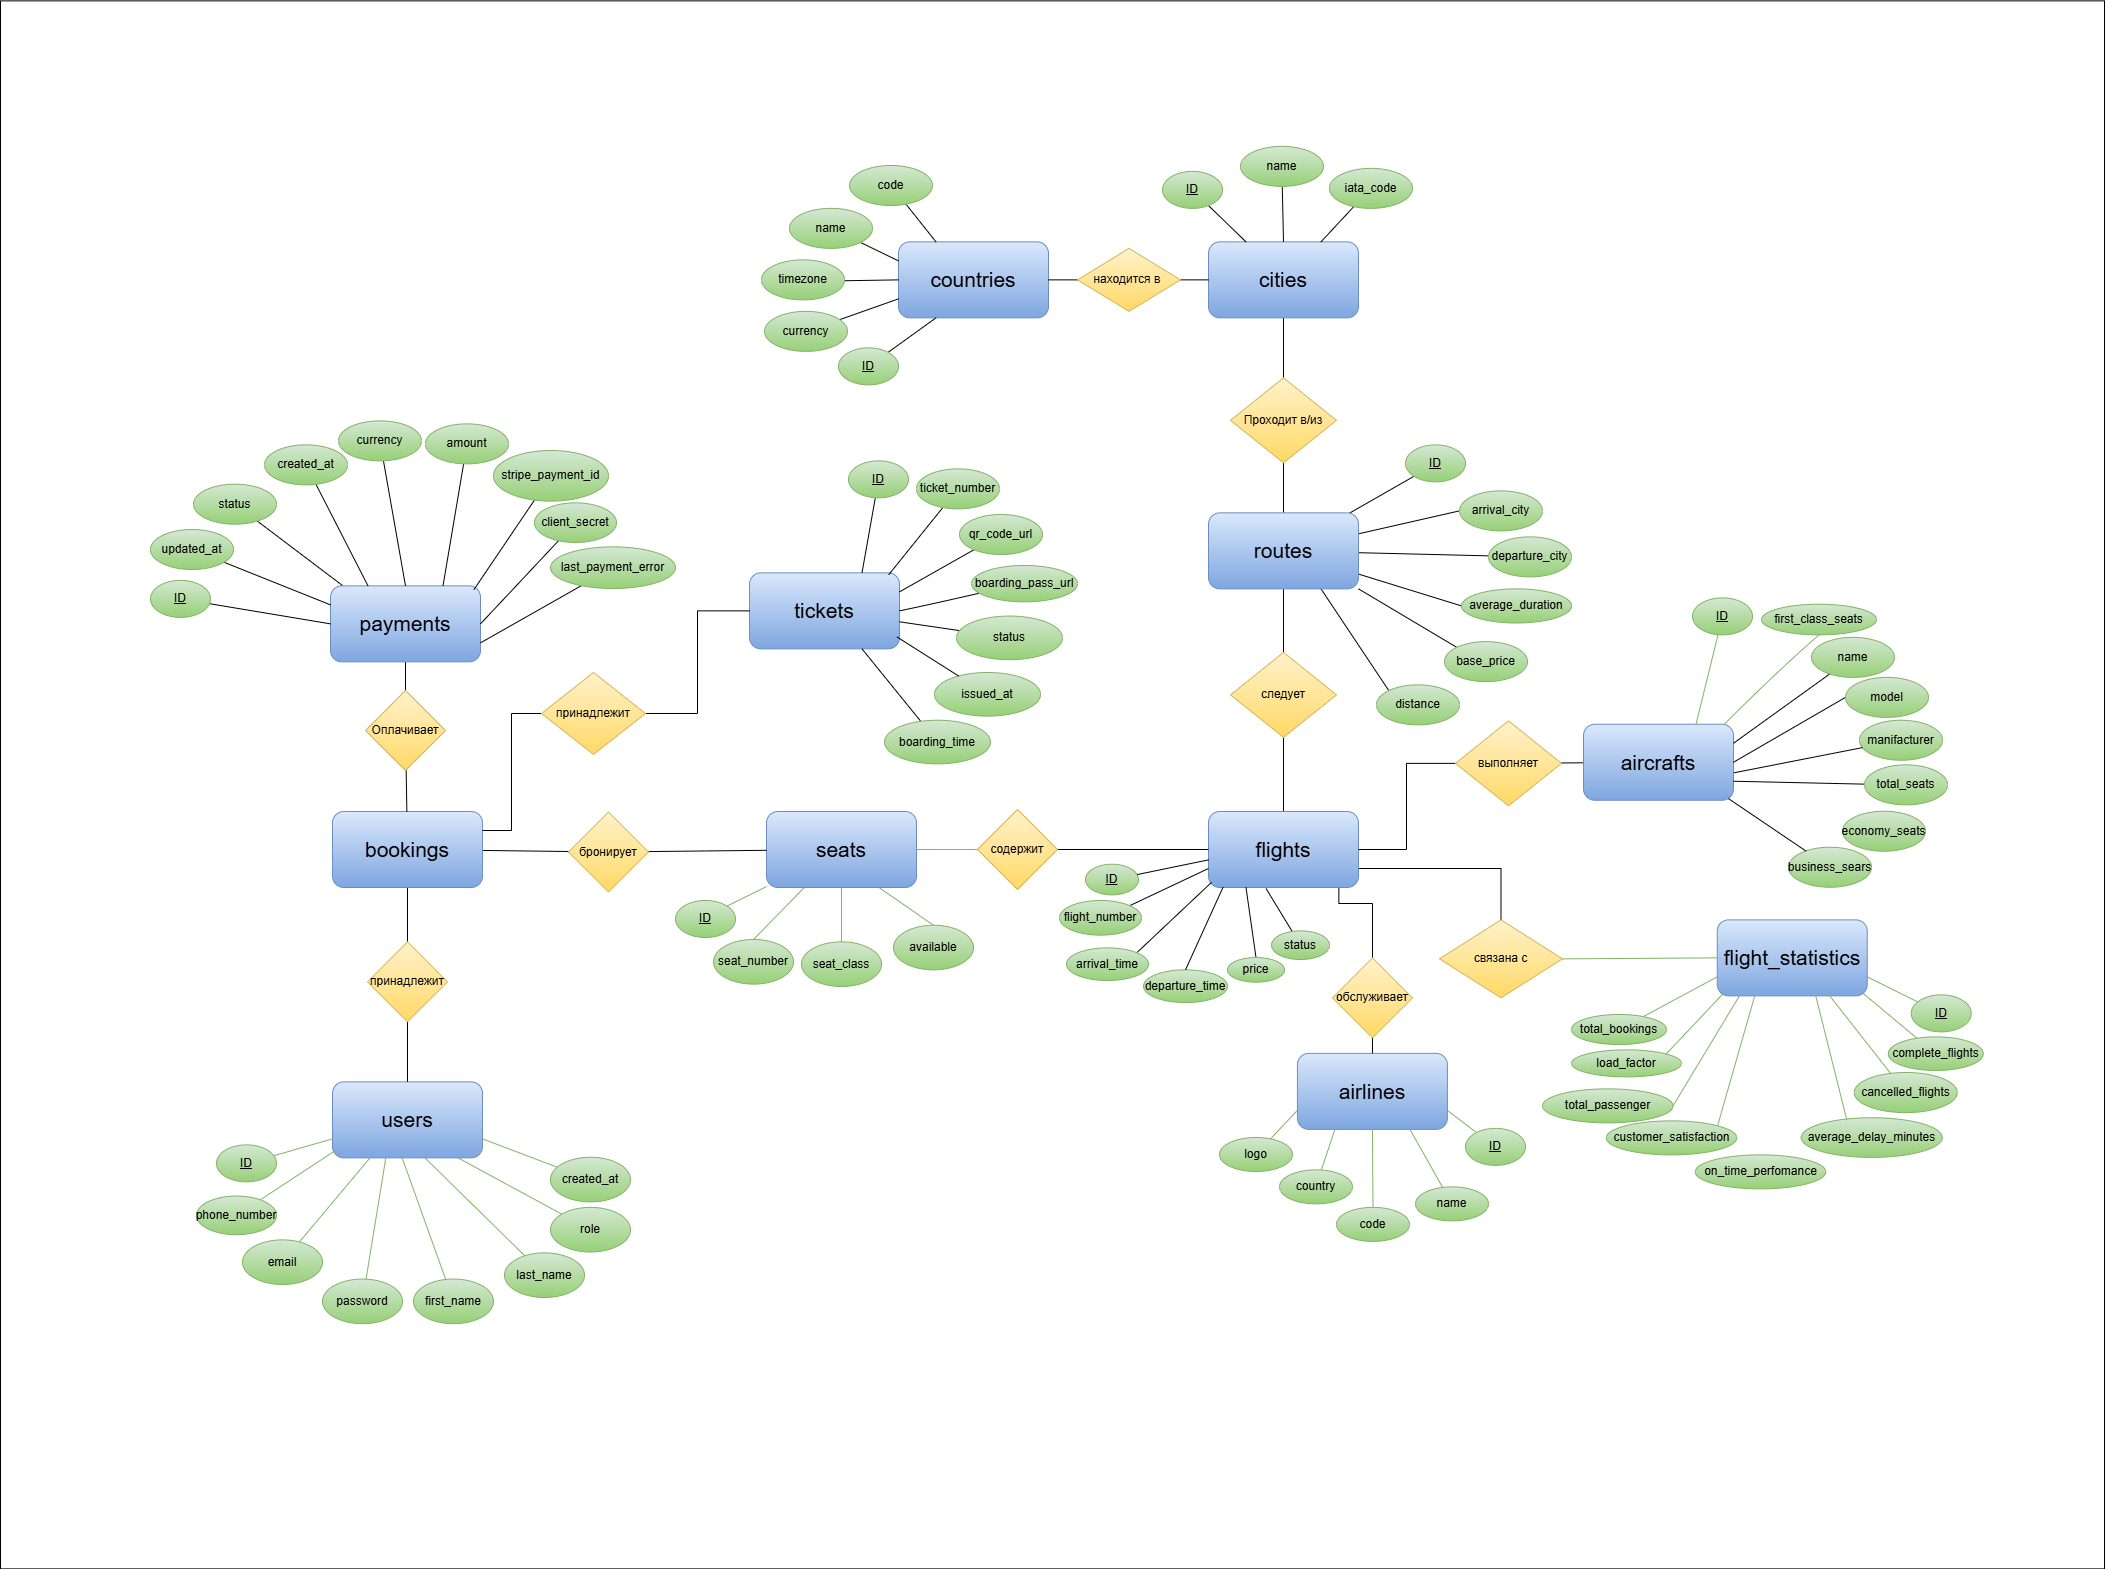 name
code
ID
iata_code
name
timezone
countries
находится в
cities
currency
ID
Проходит в/из
currency
amount
created_at
stripe_payment_id
status
client_secret
updated_at
last_payment_error
ID
payments
ID
ticket_number
qr_code_url
boarding_pass_url
tickets
status
issued_at
boarding_time
ID
arrival_city
departure_city
routes
average_duration
base_price
distance
принадлежит
Оплачивает
следует
ID
first_class_seats
name
model
manifacturer
выполняет
aircrafts
total_seats
economy_seats
business_sears
bookings
бронирует
seats
содержит
flights
ID
seat_number
seat_class
available
ID
flight_number
arrival_time
departure_time
price
status
связана с
flight_statistics
принадлежит
обслуживает
total_bookings
ID
load_factor
complete_flights
total_passenger
cancelled_flights
customer_satisfaction
average_delay_minutes
on_time_perfomance
airlines
logo
country
code
name
ID
users
ID
phone_number
email
password
first_name
last_name
role
created_at